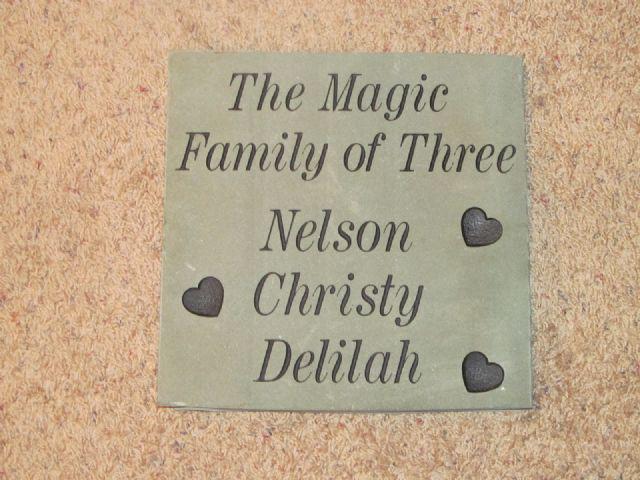 The Magic
Family of Three
Nelson
Christy
Delilah